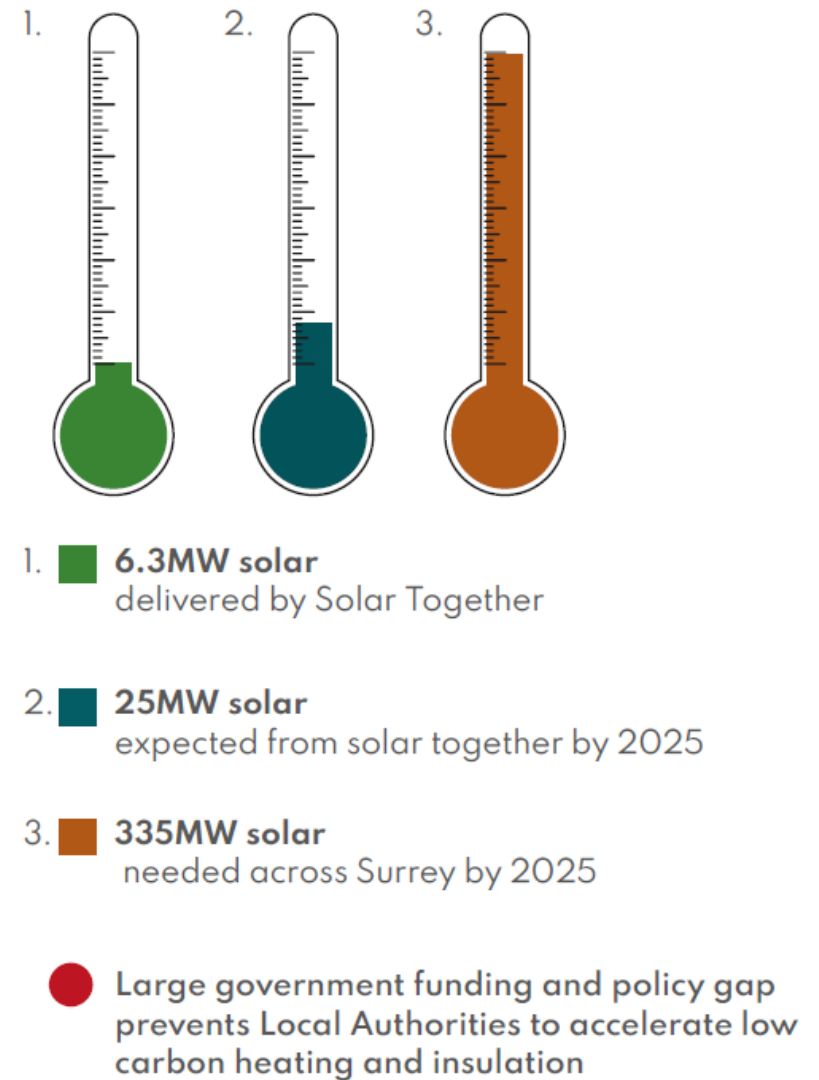 1. 2. 3.
1. 6.3MW solar
delivered by Solar Together
2. 25MW solar
expected from solar together by 2025
3. 335MW solar
needed across Surrey by 2025
Large government funding and policy gap
prevents Local Authorities to accelerate low
carbon heating and insulation